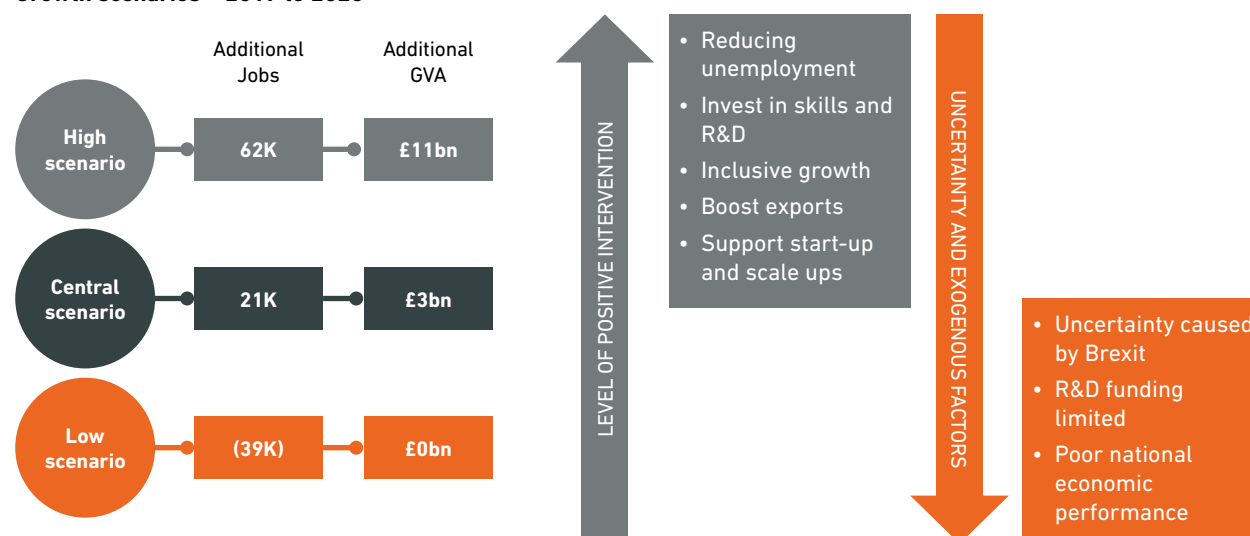 Additional
Jobs
Additional
GVA
High
scenario
62K
£11bn
Central
scenario
21K
£3bn
Low
scenario
(39K)
£0bn
LEVEL OF POSITIVE INTERVENTION
• Reducing
unemployment
• Invest in skills and
R&D
• Inclusive growth
• Boost exports
• Support start-up
and scale ups
UNCERTAINTY AND EXOGENOUS FACTORS
• Uncertainty caused
by Brexit
• R&D funding
limited
• Poor national
economic
performance